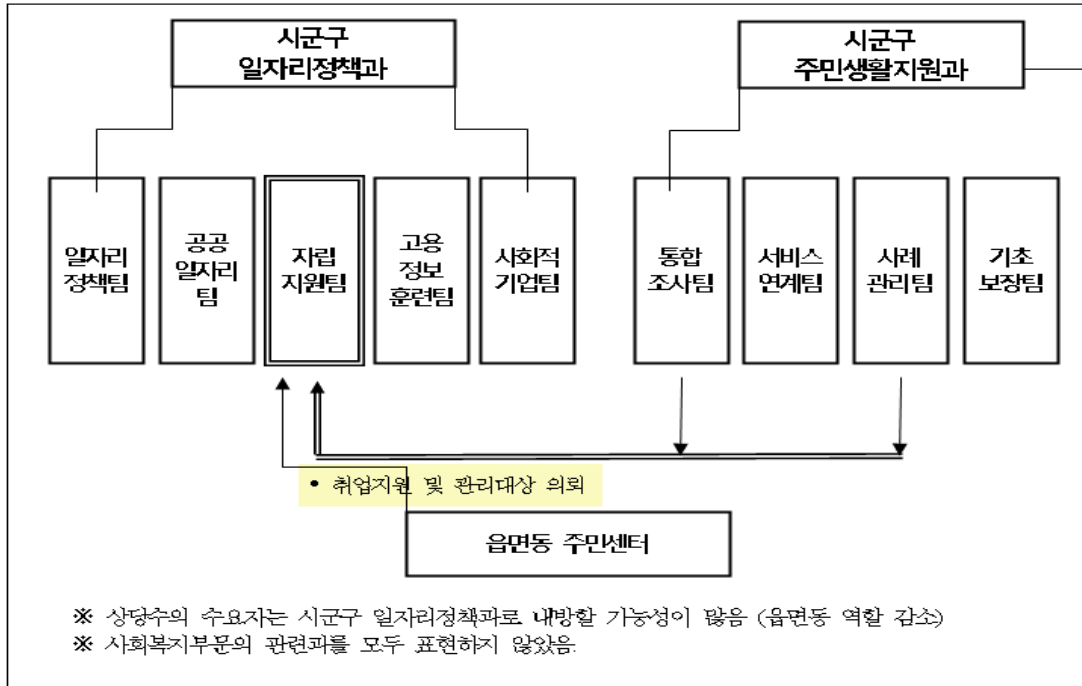 시군구
일자리정책과
시군구
주민생활지원과
일자리
정책팀
공공
일자리
팀
자립
지원팀
고용
정보
훈련팀
사회적
기업팀
통합
조사팀
서비스
연계팀
사례
관리팀
기초
보장팀
• 취업지원 및 관리대상 의뢰
읍면동 주민센터
※ 상당수의 수요자는 시군구 일자리정책과로 내방할 가능성이 많음 (읍면동 역할 감소)
※ 사회복지부문의 관련과를 모두 표현하지 않았음